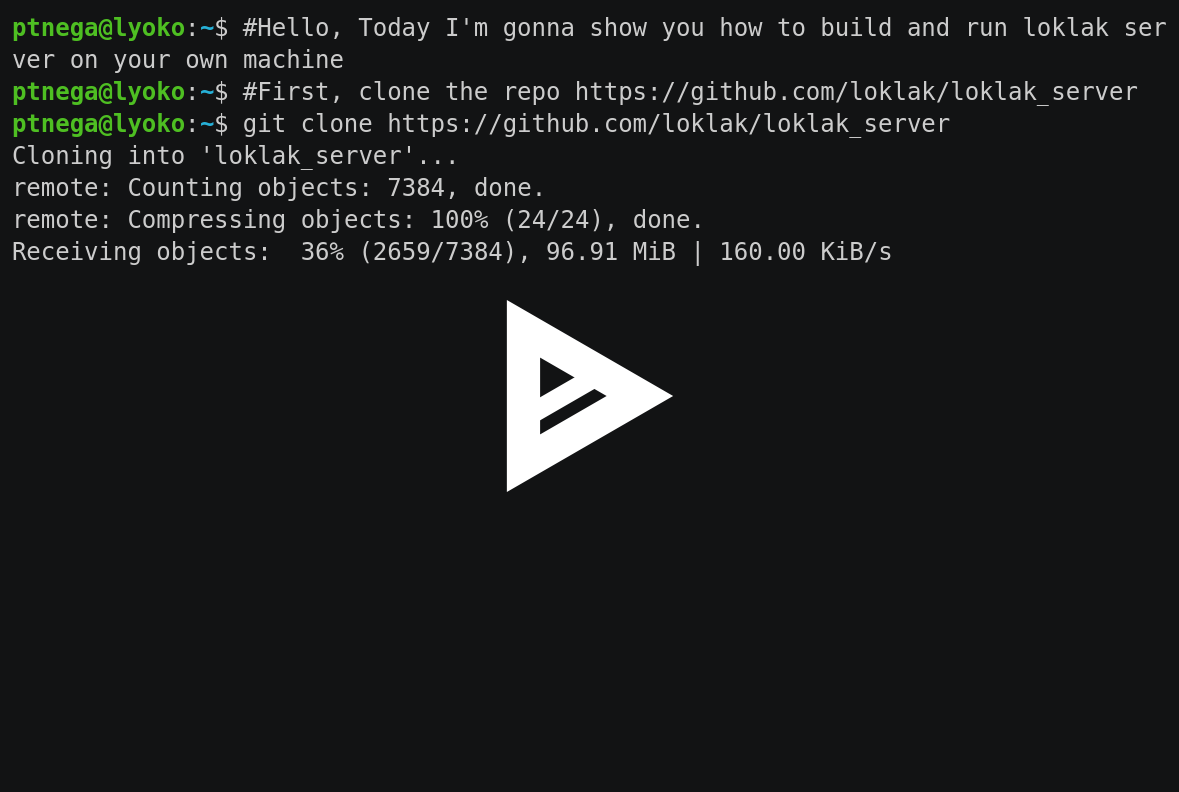 ptnega@lyoko:~$ #Hello, Today I'm gonna show you how to build and run loklak ser
ver on your own machine
ptnega@lyoko:~$ #First, clone the repo https://github.com/loklak/loklak_server
ptnega@lyoko:~$ git clone https://github.com/loklak/loklak_server
Cloning into 'loklak_server'...
remote: Counting objects: 7384, done.
remote: Compressing objects: 100% (24/24), done.
Receiving objects:  36% (2659/7384), 96.91 MiB | 160.00 KiB/s